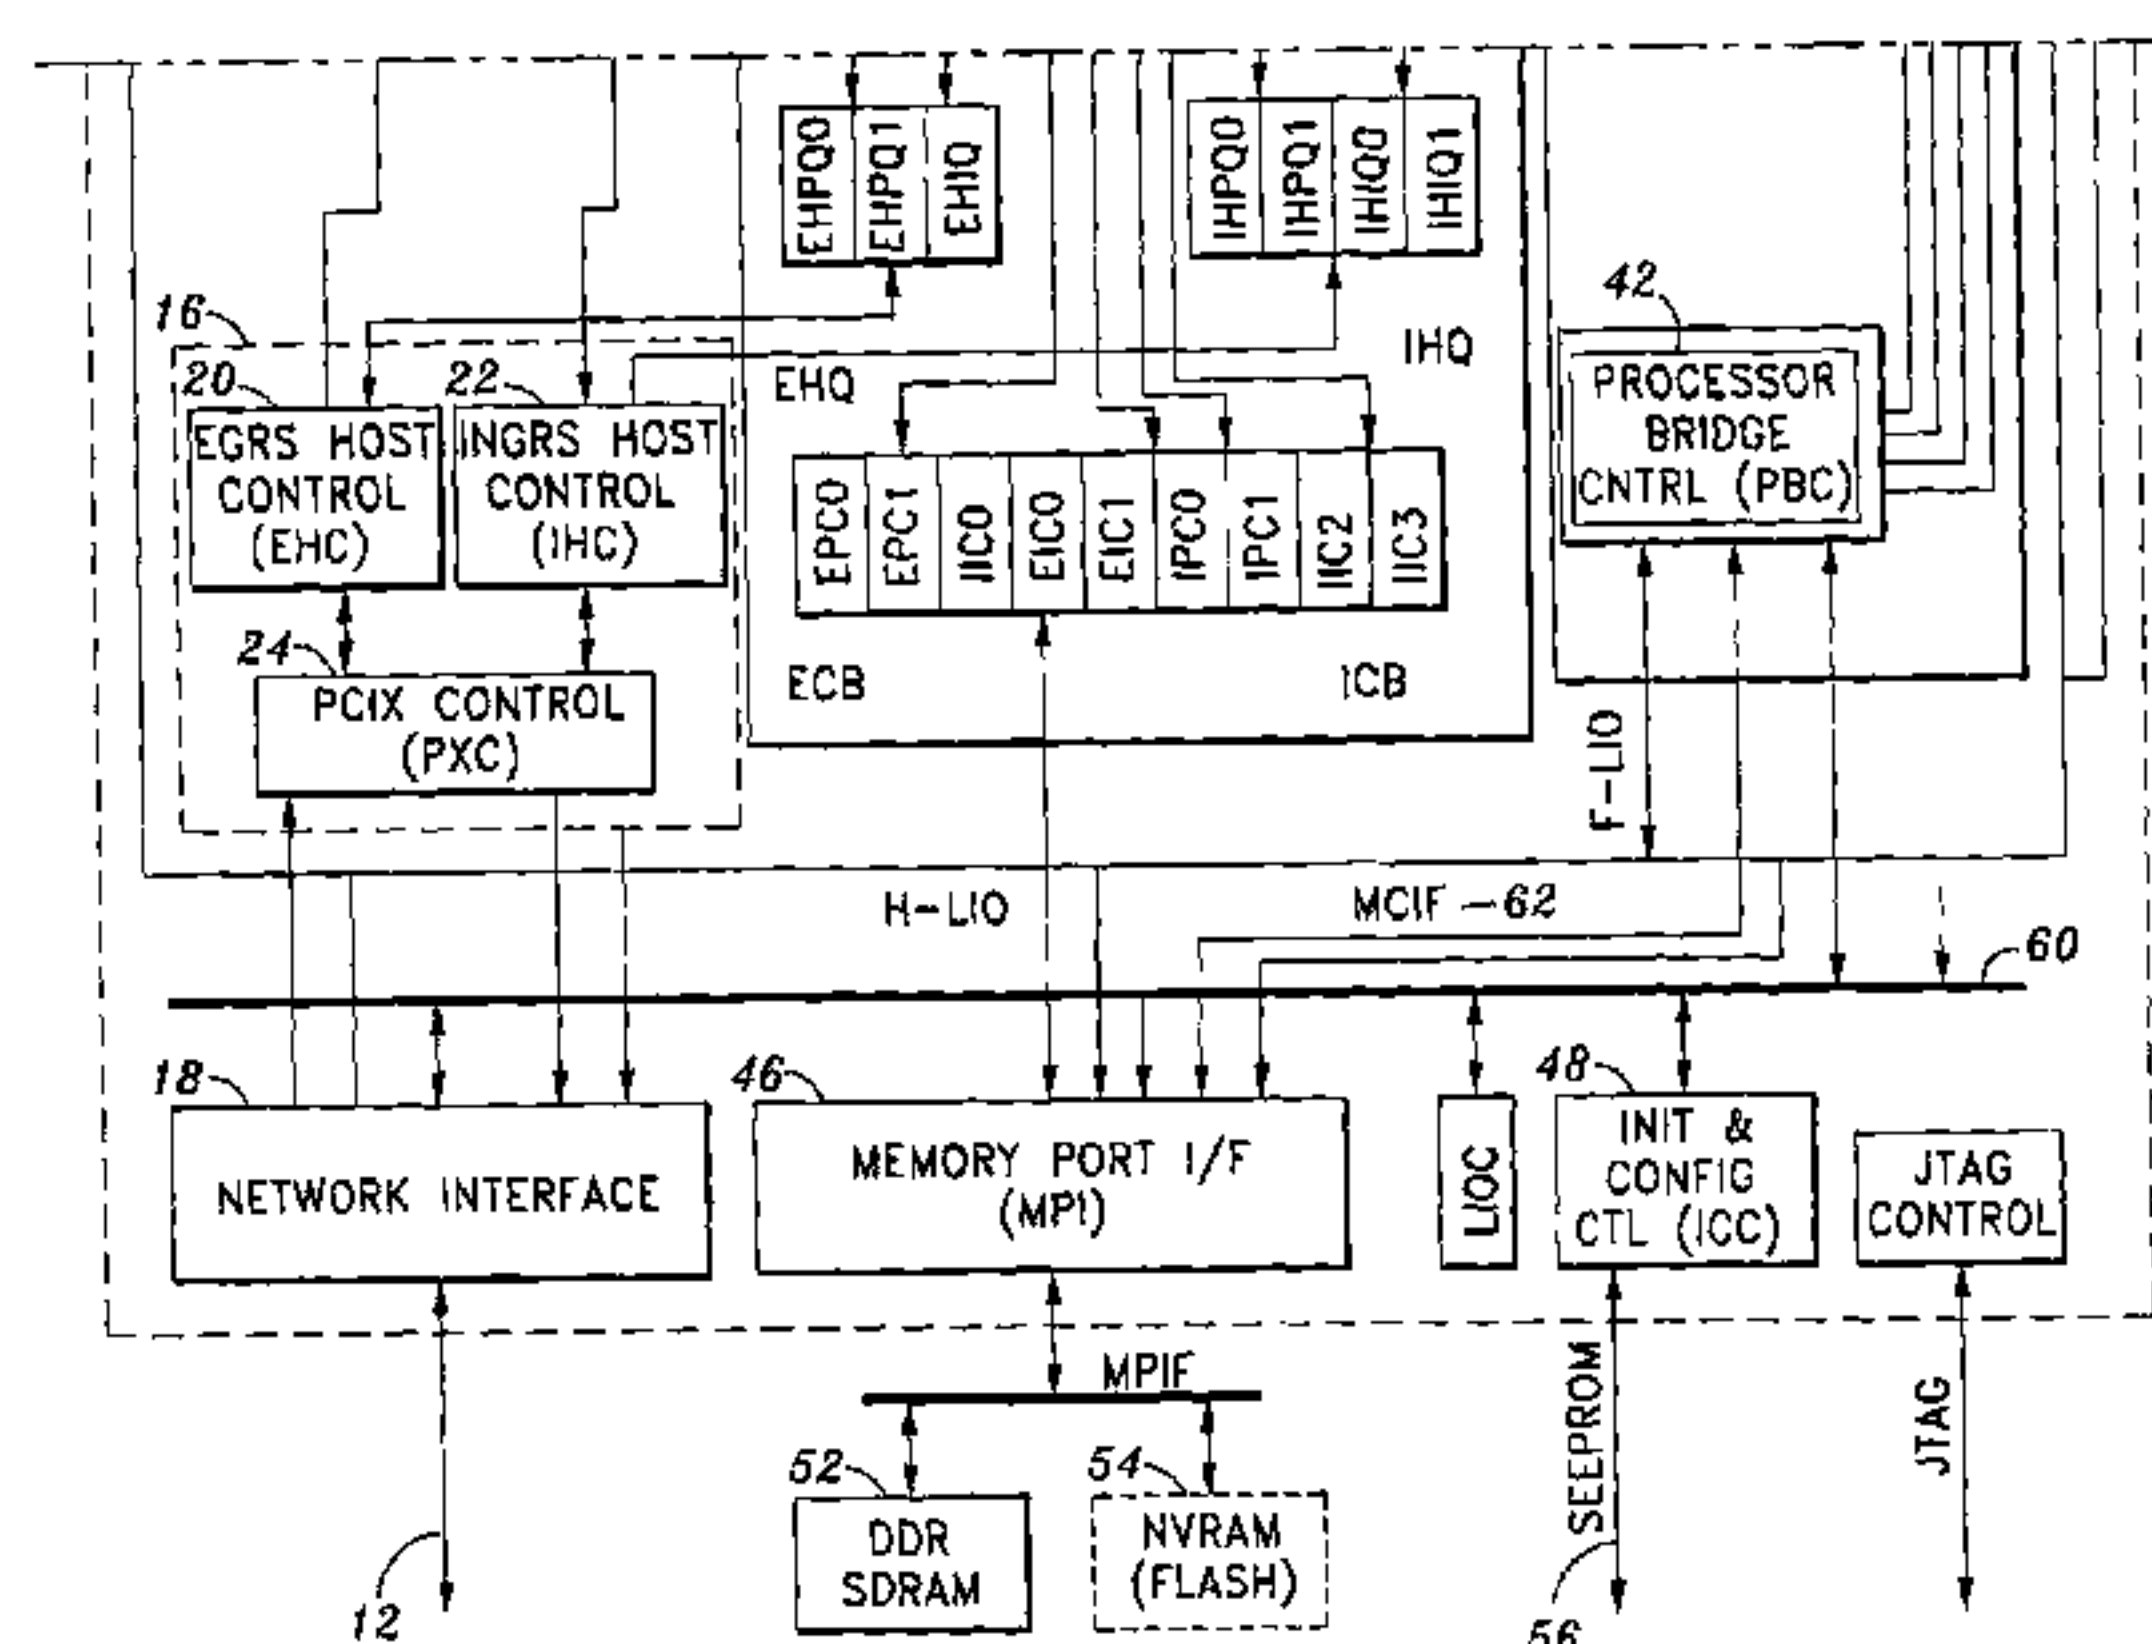 EHPQ0
EHPQ1
EHIQ
IHPQ0
IHPQ1
IHIQ0
IHIQ1
16
42
20
22
EHQ
IHQ
EGRS HOST
CONTROL
(EHC)
INGRS HOST
CONTROL
(IHC)
PROCESSOR
BRIDGE
CNTRL (PBC)
EPC0
EPC1
IIC0
EIC0
EIC1
IPC0
IPC1
IIC2
IIC3
24
PCIX CONTROL
(PXC)
ECB
ICB
F-LIO
H-LIO
MCIF -62
60
18
46
48
NETWORK INTERFACE
MEMORY PORT I/F
(MPI)
LIOC
INIT &
CONFIG
CTL (ICC)
JTAG
CONTROL
MPIF
SEEPROM
JTAG
52
54
DDR
SDRAM
NVRAM
(FLASH)
12
56